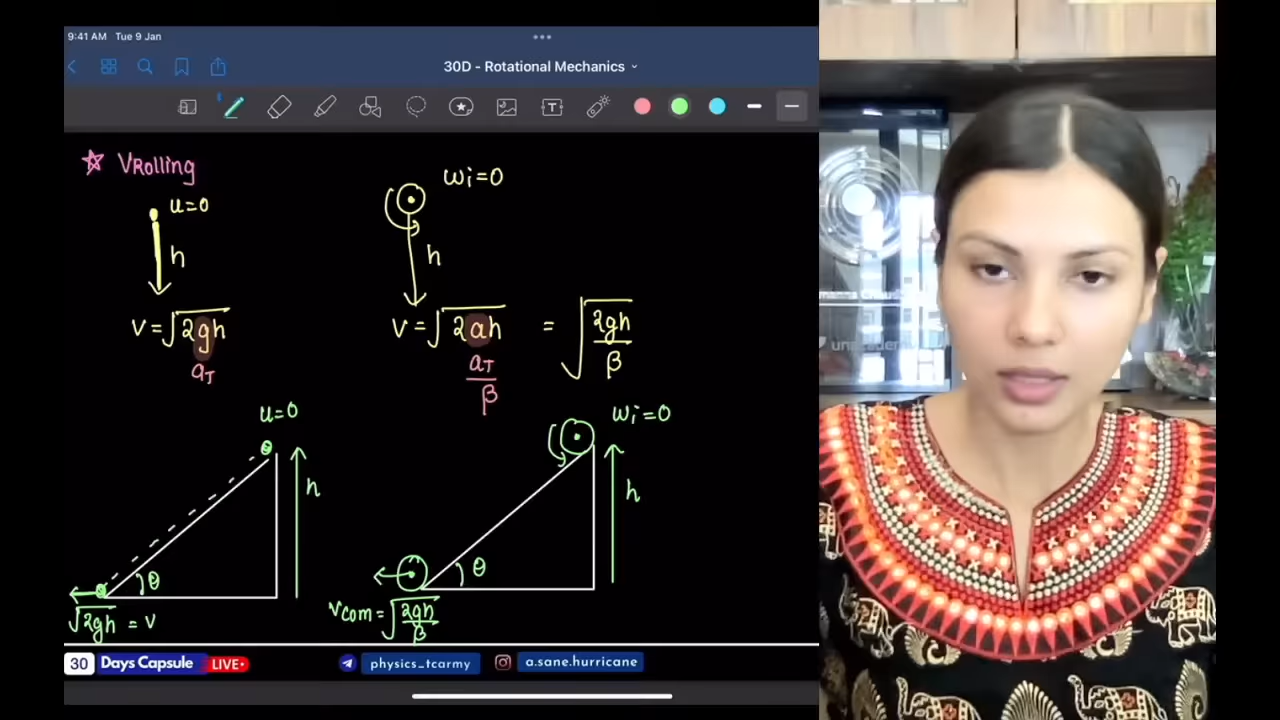 9:41 AM Tue 9 Jan
30D - Rotational Mechanics
VRolling
u=0
h
v=√2gh
aT
ωi=0
h
v=√2ah = √2gh/β
aT/β
u=0
h
θ
√2gh = v
ωi=0
h
θ
vcom=√2gh/β
30 Days Capsule LIVE
physics_tcarmy
a.sane.hurricane